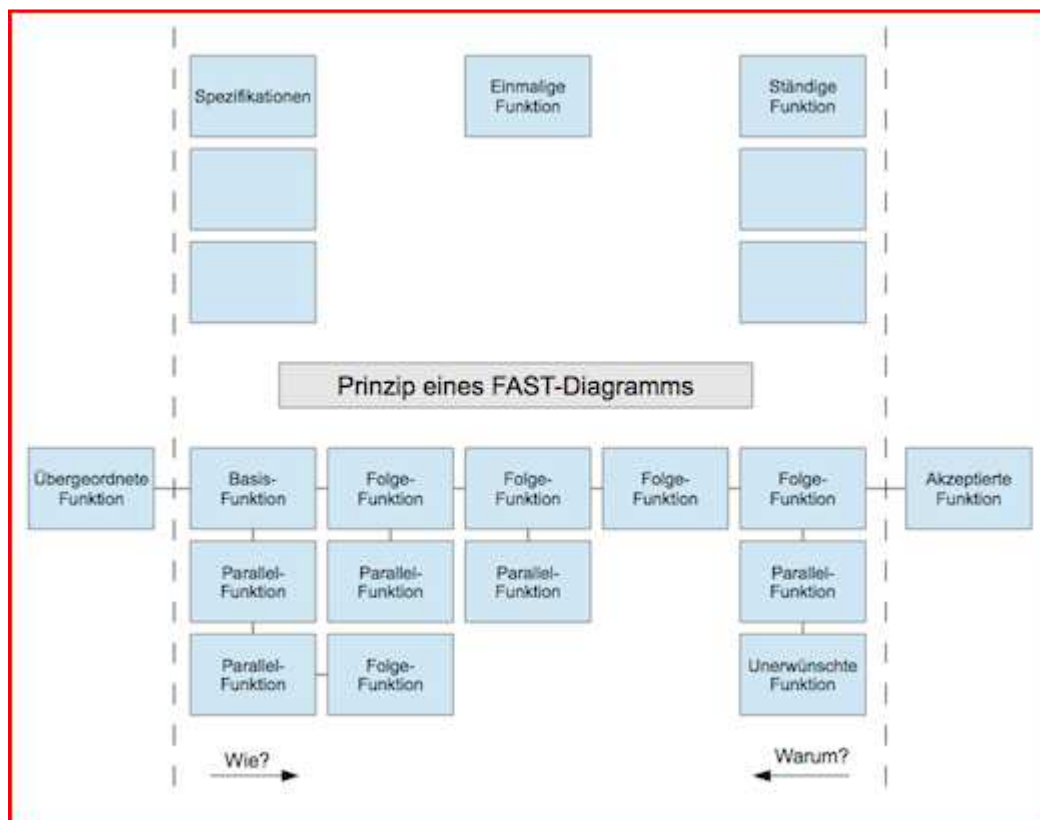 Spezifikationen
Einmalige
Funktion
Ständige
Funktion
Prinzip eines FAST-Diagramms
Übergeordnete
Funktion
Basis-
Funktion
Folge-
Funktion
Folge-
Funktion
Folge-
Funktion
Folge-
Funktion
Akzeptierte
Funktion
Parallel-
Funktion
Parallel-
Funktion
Parallel-
Funktion
Parallel-
Funktion
Parallel-
Funktion
Folge-
Funktion
Unerwünschte
Funktion
Wie?
Warum?